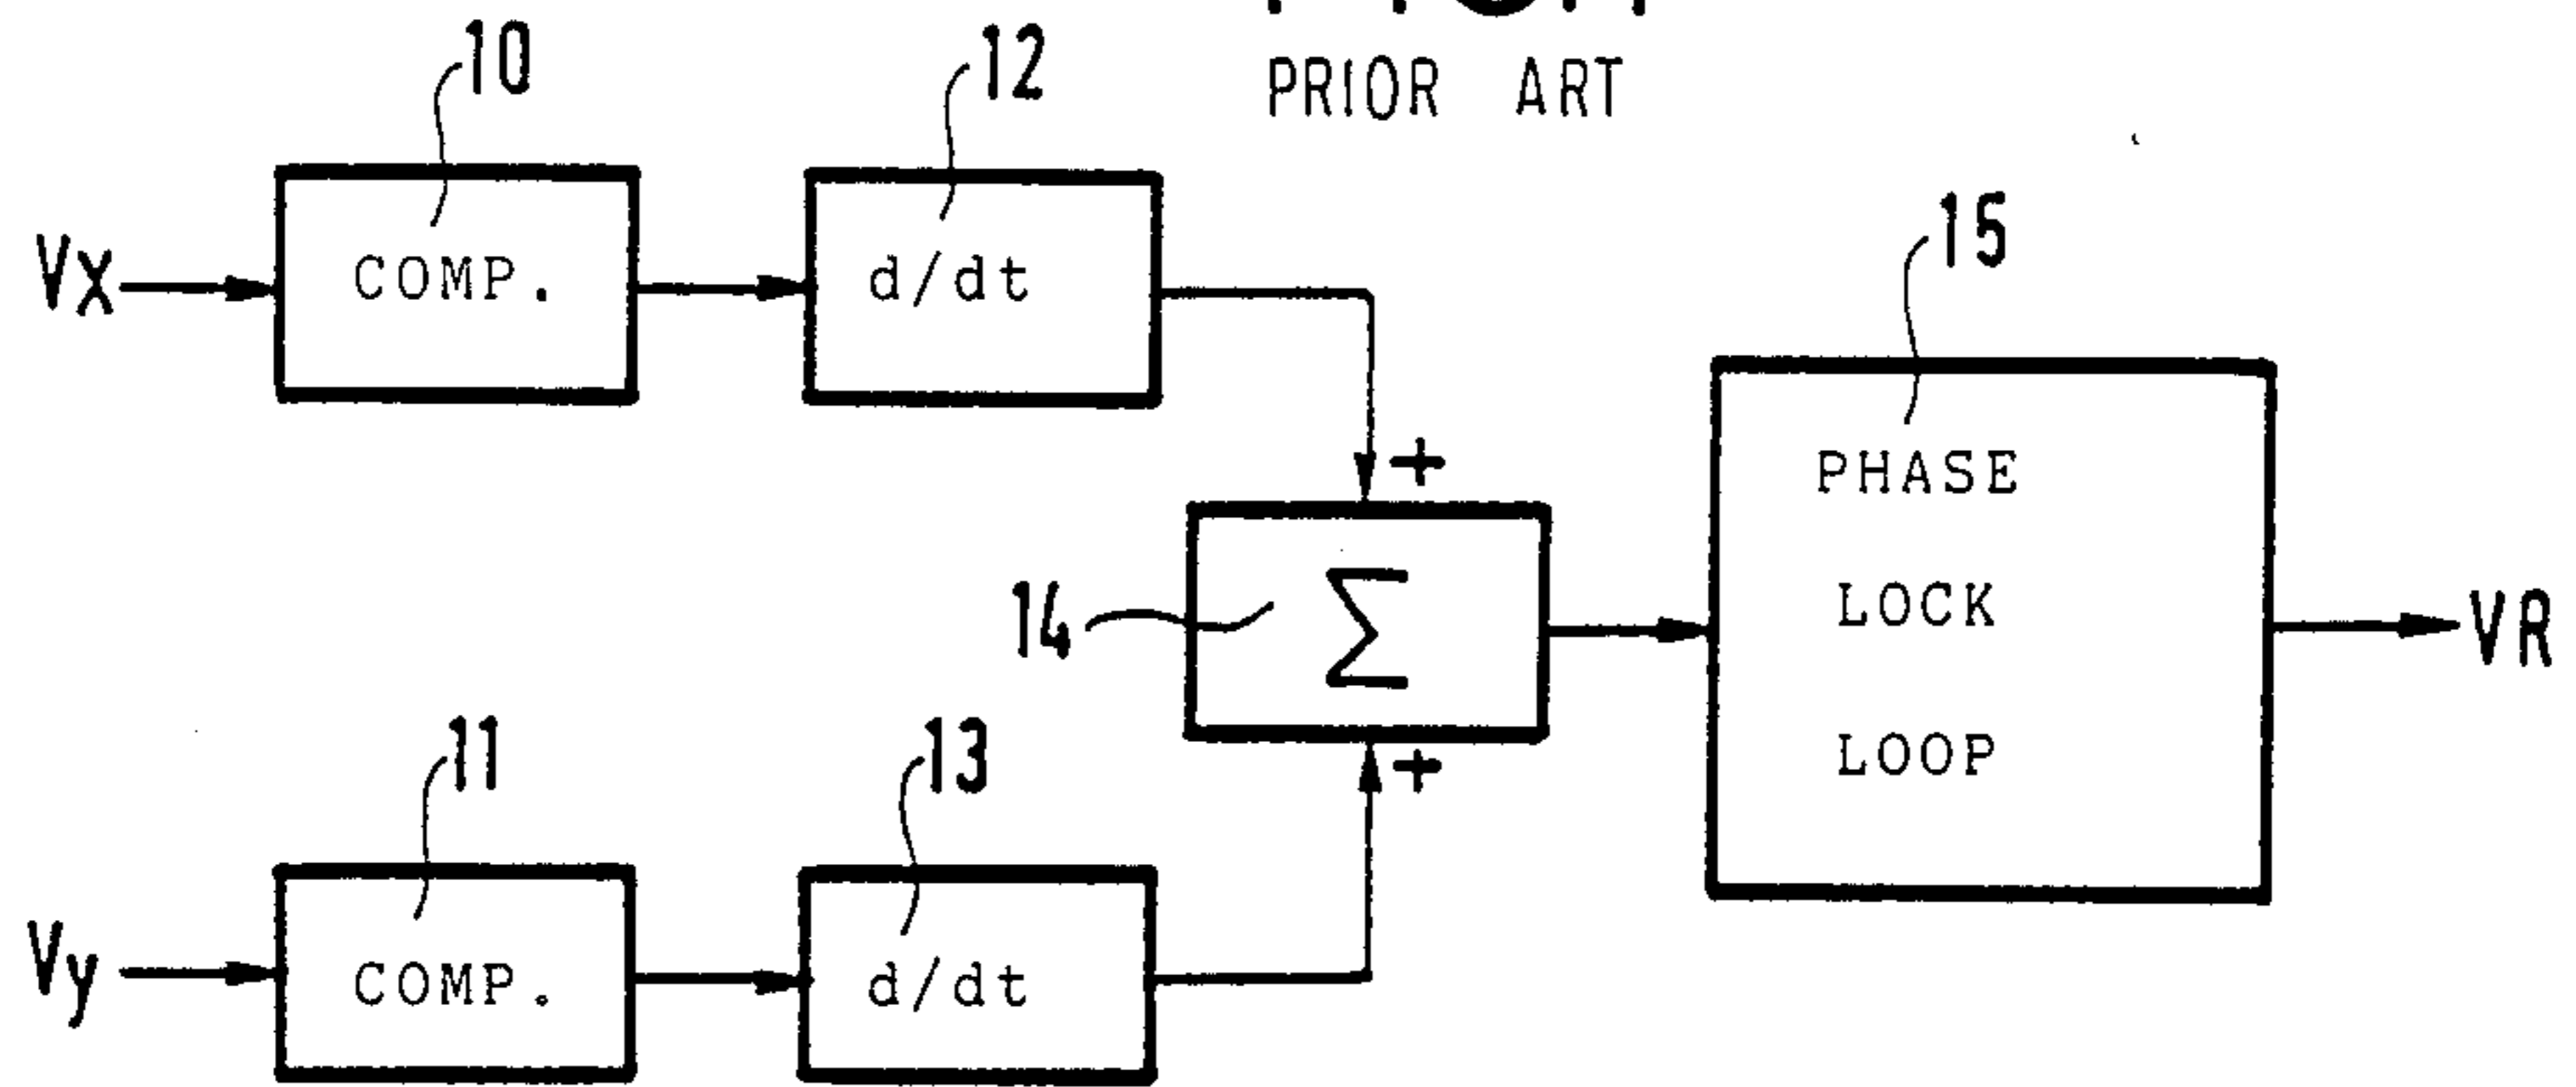 PRIOR ART
10
12
15
VX
COMP.
d/dt
+
PHASE
LOCK
LOOP
14
Σ
VR
+
11
13
Vy
COMP.
d/dt